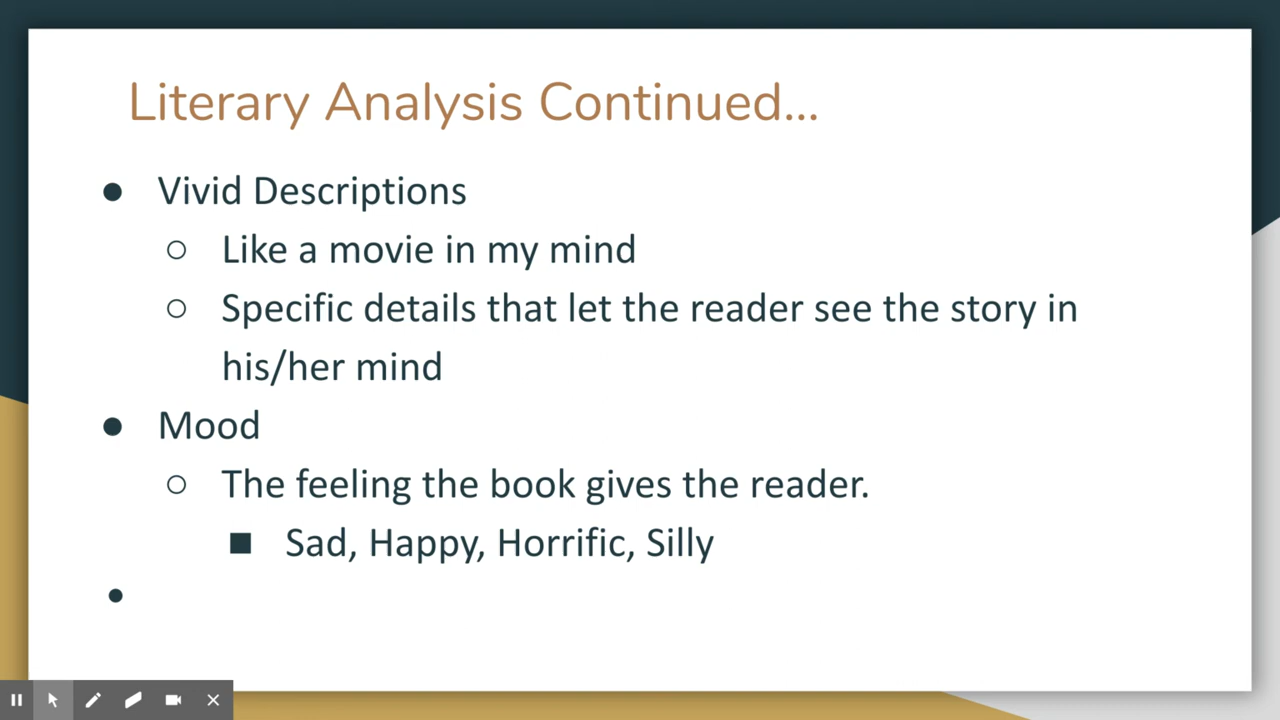 Literary Analysis Continued...
● Vivid Descriptions
○ Like a movie in my mind
○ Specific details that let the reader see the story in
his/her mind
● Mood
○ The feeling the book gives the reader.
■ Sad, Happy, Horrific, Silly
●